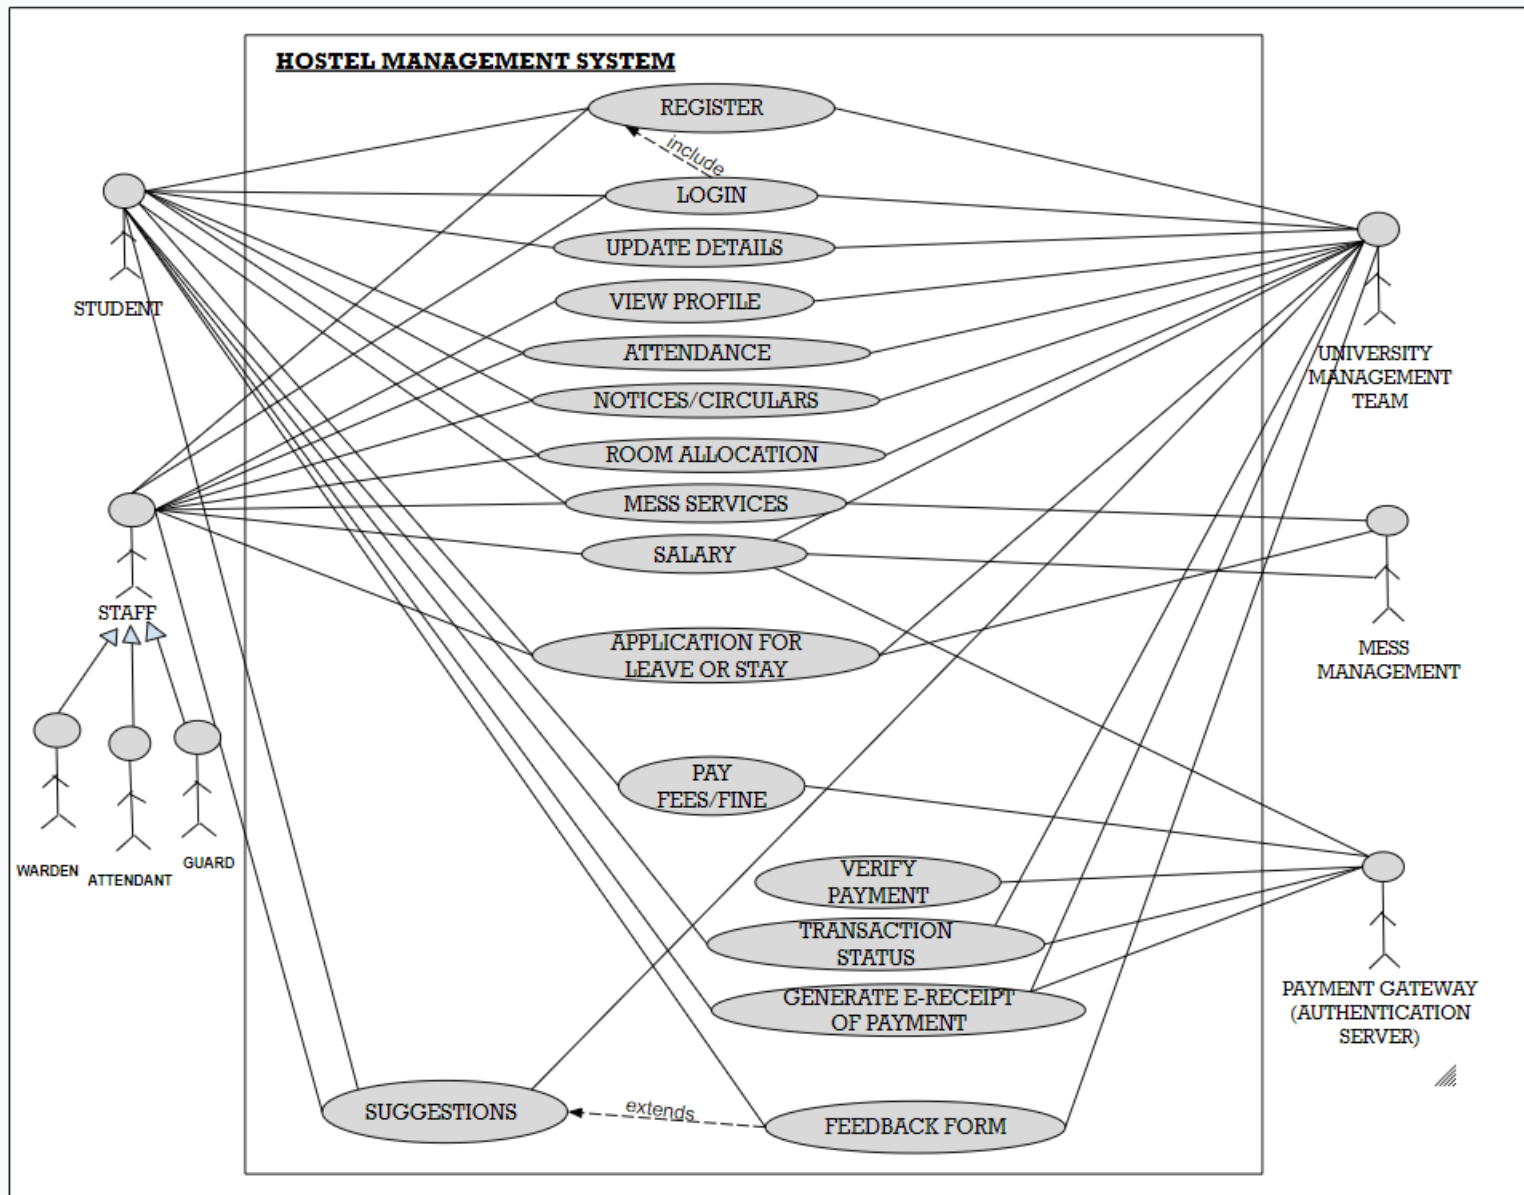 HOSTEL MANAGEMENT SYSTEM
REGISTER
include
LOGIN
UPDATE DETAILS
VIEW PROFILE
ATTENDANCE
NOTICES/CIRCULARS
ROOM ALLOCATION
MESS SERVICES
SALARY
APPLICATION FOR
LEAVE OR STAY
PAY
FEES/FINE
VERIFY
PAYMENT
TRANSACTION
STATUS
GENERATE E-RECEIPT
OF PAYMENT
SUGGESTIONS
extends
FEEDBACK FORM
STUDENT
STAFF
WARDEN
ATTENDANT
GUARD
UNIVERSITY
MANAGEMENT
TEAM
MESS
MANAGEMENT
PAYMENT GATEWAY
(AUTHENTICATION
SERVER)